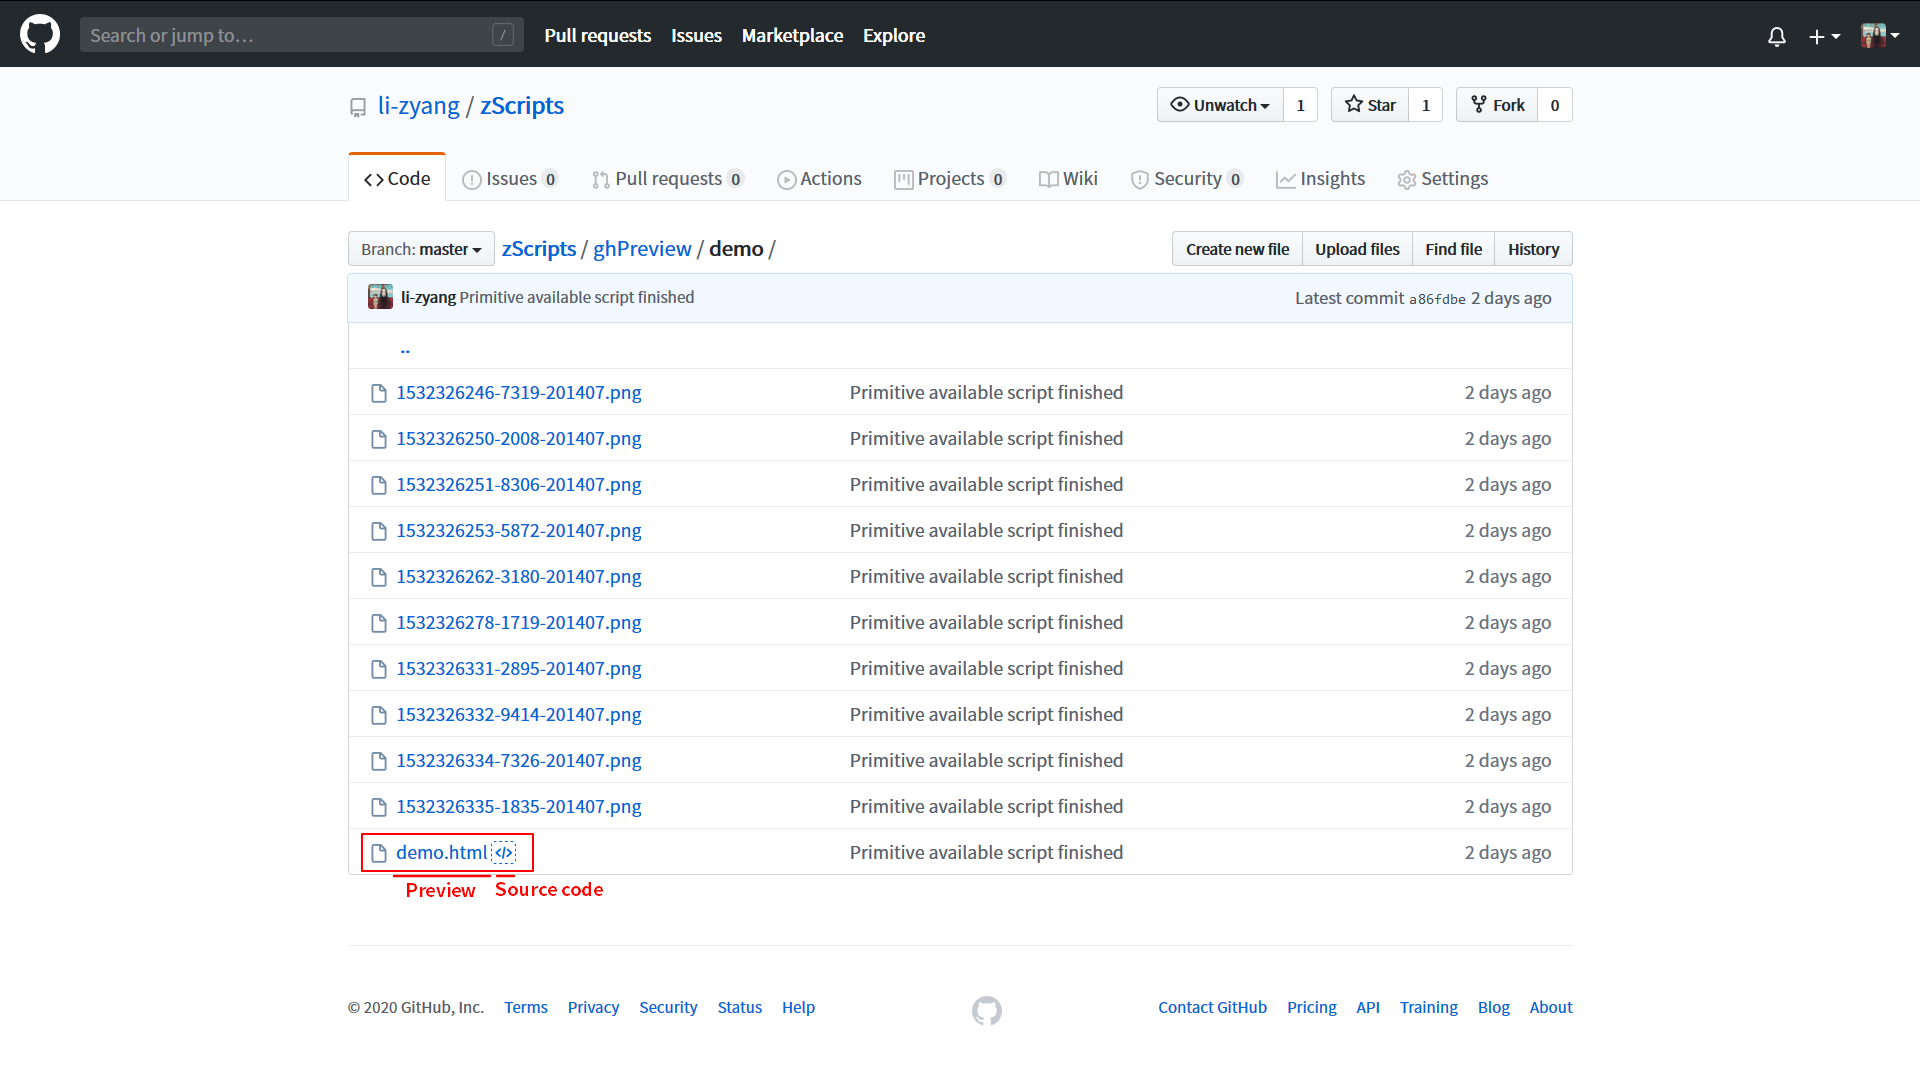 Search or jump to… /
Pull requests Issues Marketplace Explore
li-zyang / zScripts
Unwatch 1 Star 1 Fork 0
Code Issues 0 Pull requests 0 Actions Projects 0 Wiki Security 0 Insights Settings
Branch: master zScripts / ghPreview / demo /
Create new file Upload files Find file History
li-zyang Primitive available script finished Latest commit a86fdbe 2 days ago
..
1532326246-7319-201407.png Primitive available script finished 2 days ago
1532326250-2008-201407.png Primitive available script finished 2 days ago
1532326251-8306-201407.png Primitive available script finished 2 days ago
1532326253-5872-201407.png Primitive available script finished 2 days ago
1532326262-3180-201407.png Primitive available script finished 2 days ago
1532326278-1719-201407.png Primitive available script finished 2 days ago
1532326331-2895-201407.png Primitive available script finished 2 days ago
1532326332-9414-201407.png Primitive available script finished 2 days ago
1532326334-7326-201407.png Primitive available script finished 2 days ago
1532326335-1835-201407.png Primitive available script finished 2 days ago
demo.html </> Primitive available script finished 2 days ago
Preview Source code
© 2020 GitHub, Inc. Terms Privacy Security Status Help
Contact GitHub Pricing API Training Blog About